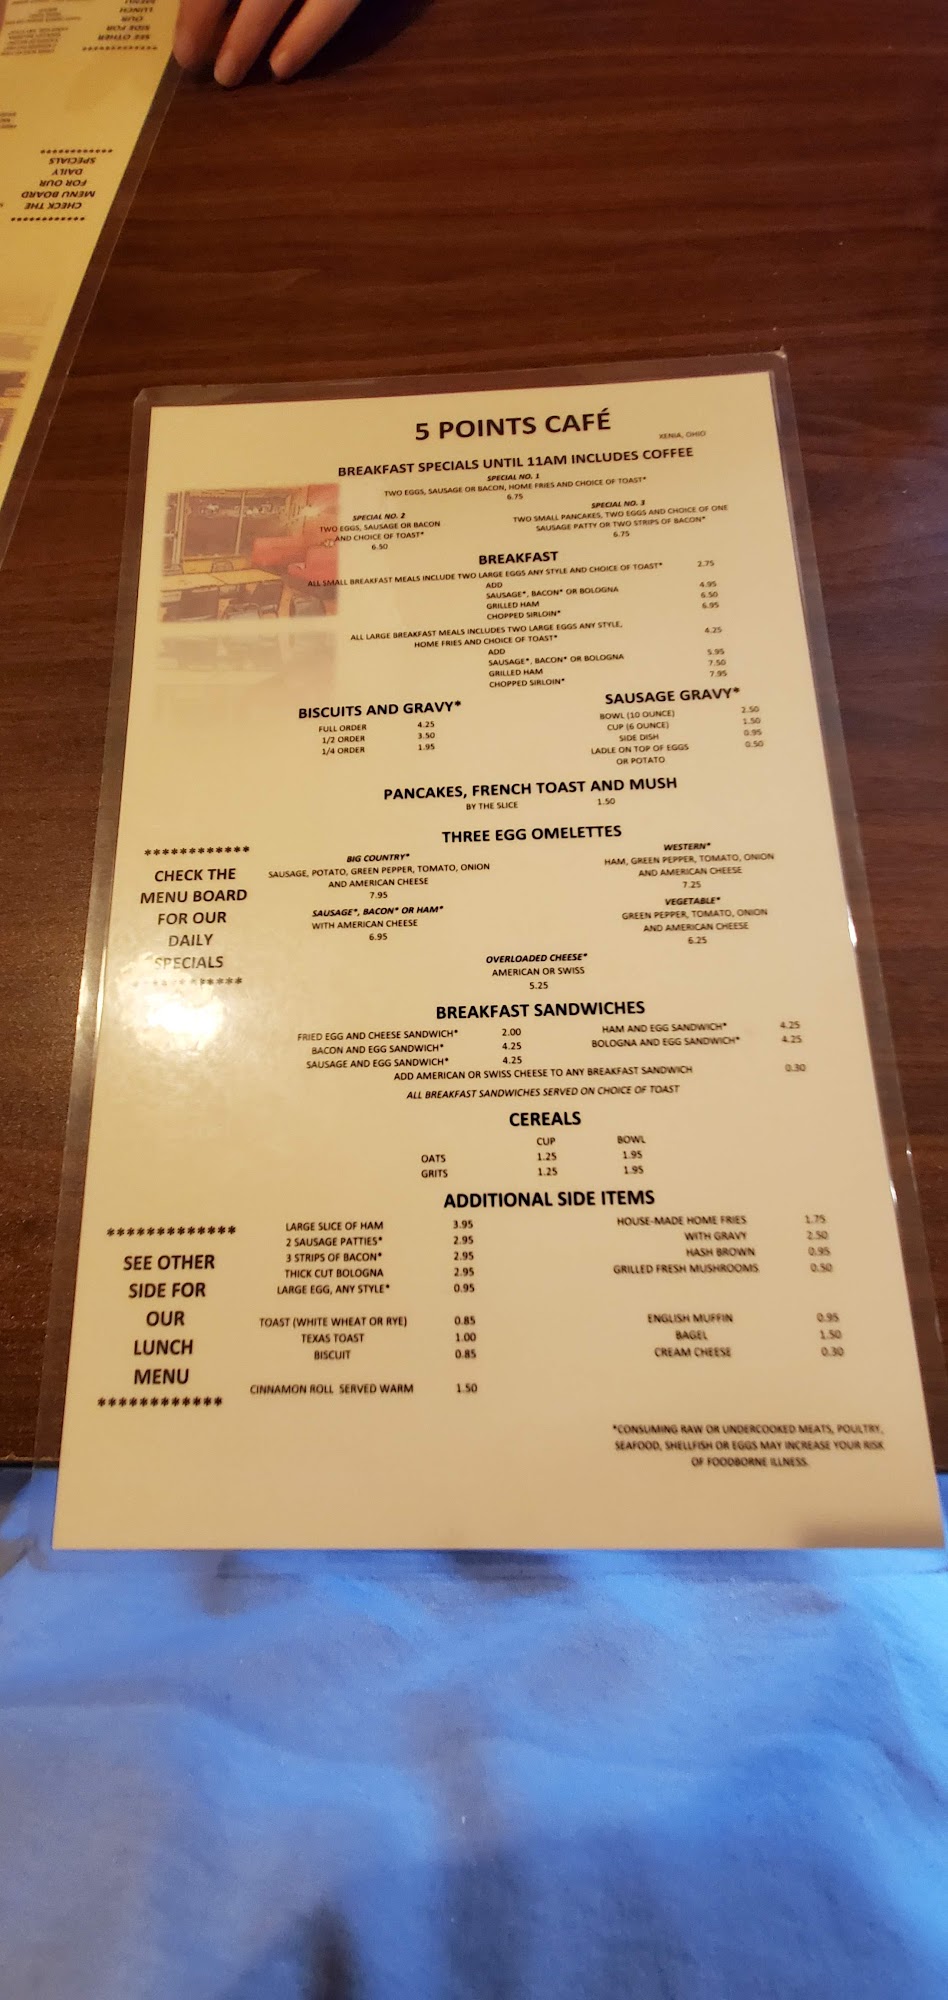 MENU
LUNCH
OUR
SIDE FOR
SEE OTHER
************
************
SPECIALS
DAILY
FOR OUR
MENU BOARD
CHECK THE
************
5 POINTS CAFÉ
XENIA, OHIO
BREAKFAST SPECIALS UNTIL 11AM INCLUDES COFFEE
SPECIAL NO. 1
TWO EGGS, SAUSAGE OR BACON, HOME FRIES AND CHOICE OF TOAST*
6.75
SPECIAL NO. 2
TWO EGGS, SAUSAGE OR BACON
AND CHOICE OF TOAST*
6.50
SPECIAL NO. 3
TWO SMALL PANCAKES, TWO EGGS AND CHOICE OF ONE
SAUSAGE PATTY OR TWO STRIPS OF BACON*
6.75
BREAKFAST
ALL SMALL BREAKFAST MEALS INCLUDE TWO LARGE EGGS ANY STYLE AND CHOICE OF TOAST* 2.75
ADD
SAUSAGE*, BACON* OR BOLOGNA 4.95
GRILLED HAM 6.50
CHOPPED SIRLOIN* 6.95
ALL LARGE BREAKFAST MEALS INCLUDES TWO LARGE EGGS ANY STYLE,
HOME FRIES AND CHOICE OF TOAST* 4.25
ADD
SAUSAGE*, BACON* OR BOLOGNA 5.95
GRILLED HAM 7.50
CHOPPED SIRLOIN* 7.95
BISCUITS AND GRAVY*
FULL ORDER 4.25
1/2 ORDER 3.50
1/4 ORDER 1.95
SAUSAGE GRAVY*
BOWL (10 OUNCE) 2.50
CUP (6 OUNCE) 1.50
SIDE DISH 0.95
LADLE ON TOP OF EGGS 0.50
OR POTATO
PANCAKES, FRENCH TOAST AND MUSH
BY THE SLICE 1.50
THREE EGG OMELETTES
BIG COUNTRY*
SAUSAGE, POTATO, GREEN PEPPER, TOMATO, ONION
AND AMERICAN CHEESE
7.95
WESTERN*
HAM, GREEN PEPPER, TOMATO, ONION
AND AMERICAN CHEESE
7.25
SAUSAGE*, BACON* OR HAM*
WITH AMERICAN CHEESE
6.95
VEGETABLE*
GREEN PEPPER, TOMATO, ONION
AND AMERICAN CHEESE
6.25
OVERLOADED CHEESE*
AMERICAN OR SWISS
5.25
************
CHECK THE
MENU BOARD
FOR OUR
DAILY
SPECIALS
************
BREAKFAST SANDWICHES
FRIED EGG AND CHEESE SANDWICH* 2.00
BACON AND EGG SANDWICH* 4.25
SAUSAGE AND EGG SANDWICH* 4.25
HAM AND EGG SANDWICH* 4.25
BOLOGNA AND EGG SANDWICH* 4.25
ADD AMERICAN OR SWISS CHEESE TO ANY BREAKFAST SANDWICH 0.30
ALL BREAKFAST SANDWICHES SERVED ON CHOICE OF TOAST
CEREALS
CUP BOWL
OATS 1.25 1.95
GRITS 1.25 1.95
ADDITIONAL SIDE ITEMS
LARGE SLICE OF HAM 3.95
2 SAUSAGE PATTIES* 2.95
3 STRIPS OF BACON* 2.95
THICK CUT BOLOGNA 2.95
LARGE EGG, ANY STYLE* 0.95
TOAST (WHITE WHEAT OR RYE) 0.85
TEXAS TOAST 1.00
BISCUIT 0.85
CINNAMON ROLL SERVED WARM 1.50
HOUSE-MADE HOME FRIES 1.75
WITH GRAVY 2.50
HASH BROWN 0.95
GRILLED FRESH MUSHROOMS 0.50
ENGLISH MUFFIN 0.95
BAGEL 1.50
CREAM CHEESE 0.30
*************
SEE OTHER
SIDE FOR
OUR
LUNCH
MENU
************
*CONSUMING RAW OR UNDERCOOKED MEATS, POULTRY,
SEAFOOD, SHELLFISH OR EGGS MAY INCREASE YOUR RISK
OF FOODBORNE ILLNESS.